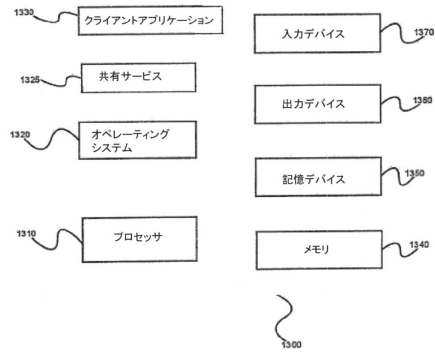 1330
クライアントアプリケーション
1325
共有サービス
1320
オペレーティング
システム
1310
プロセッサ
入力デバイス
1370
出力デバイス
1360
記憶デバイス
1350
メモリ
1340
1300